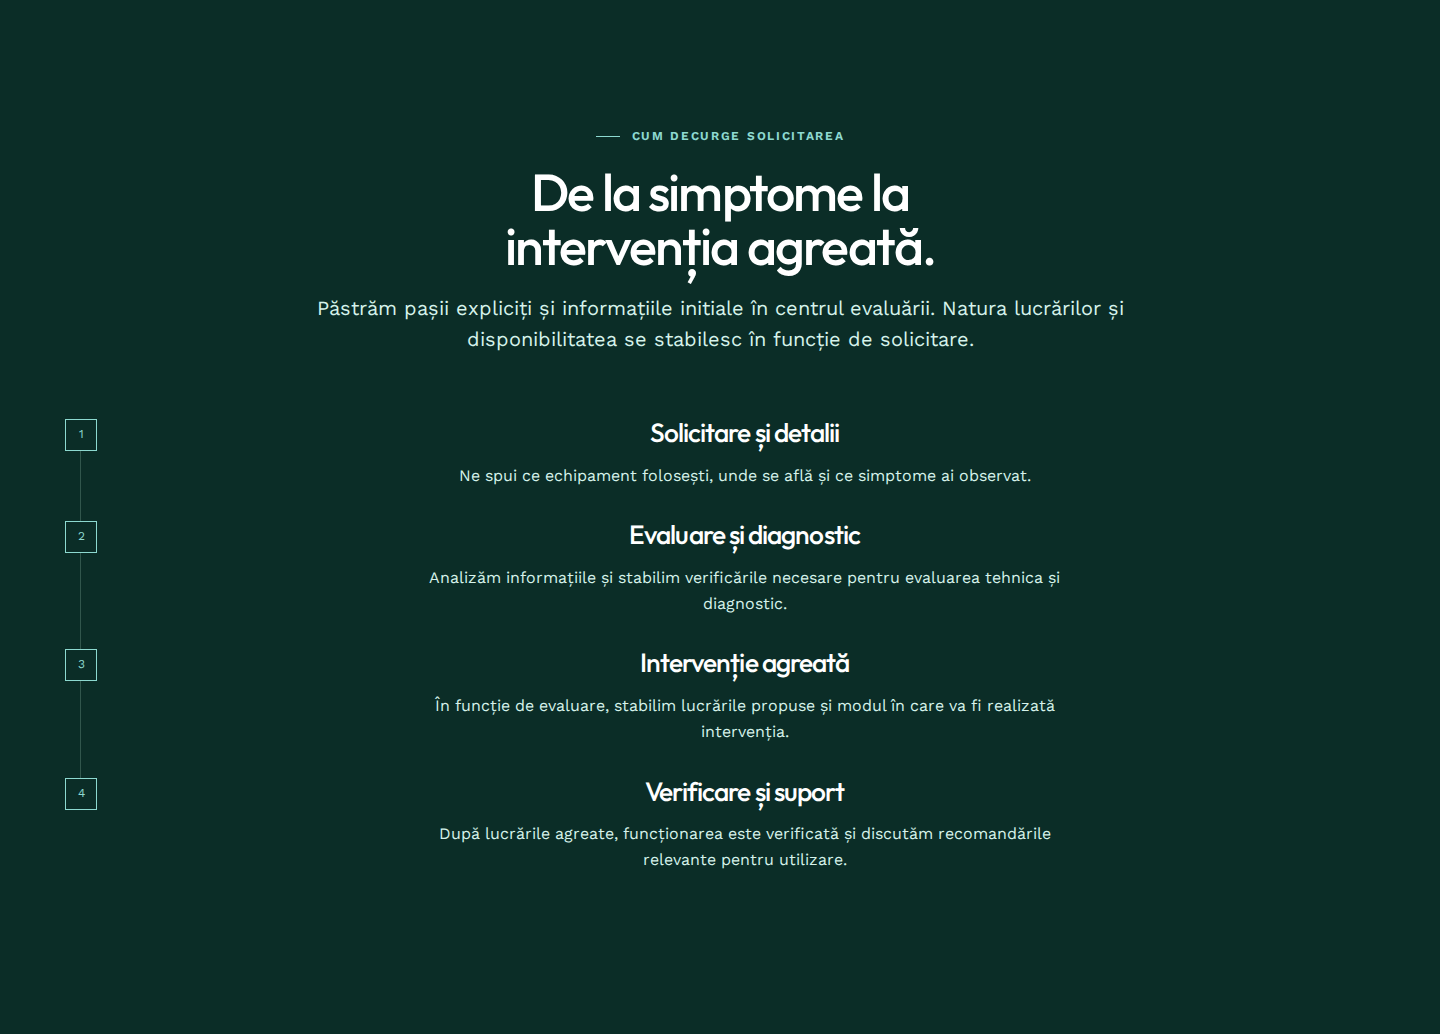 CUM DECURGE SOLICITAREA
De la simptome la
intervenția agreată.
Păstrăm pașii expliciți și informațiile initiale în centrul evaluării. Natura lucrărilor și
disponibilitatea se stabilesc în funcție de solicitare.
1
Solicitare și detalii
Ne spui ce echipament folosești, unde se află și ce simptome ai observat.
2
Evaluare și diagnostic
Analizăm informațiile și stabilim verificările necesare pentru evaluarea tehnica și
diagnostic.
3
Intervenție agreată
În funcție de evaluare, stabilim lucrările propuse și modul în care va fi realizată
intervenția.
4
Verificare și suport
După lucrările agreate, funcționarea este verificată și discutăm recomandările
relevante pentru utilizare.